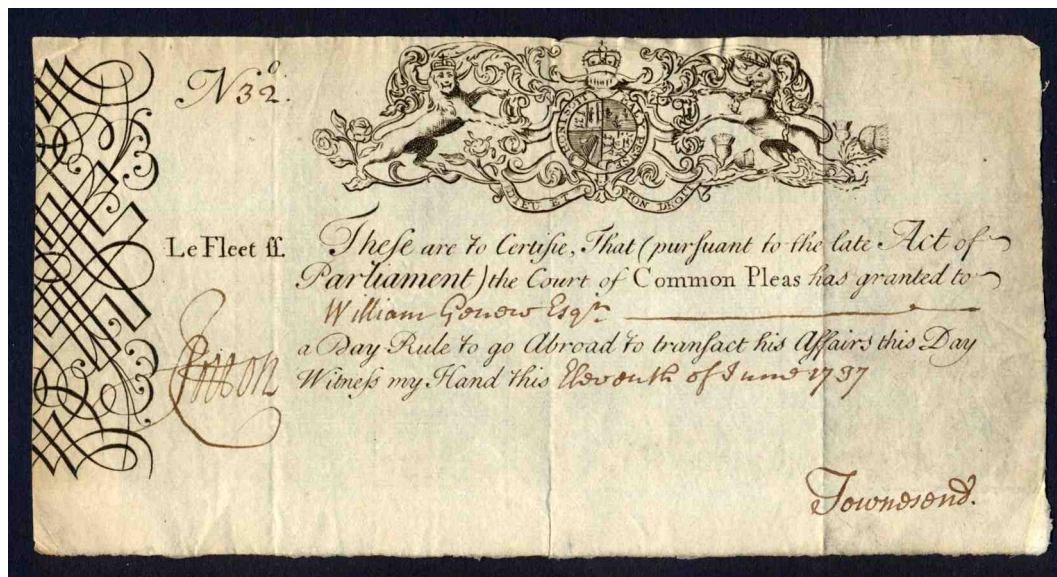 No 32.
DIEU ET MON DROIT
Le Fleet ſſ.
Theſe are to Certifie, That (purſuant to the late Act of
Parliament) the Court of Common Pleas has granted to
William Genew Esqr.
a Day Rule to go Abroad to transact his Affairs this Day
Witneſs my Hand this Eleventh of June 1737
Townesend.